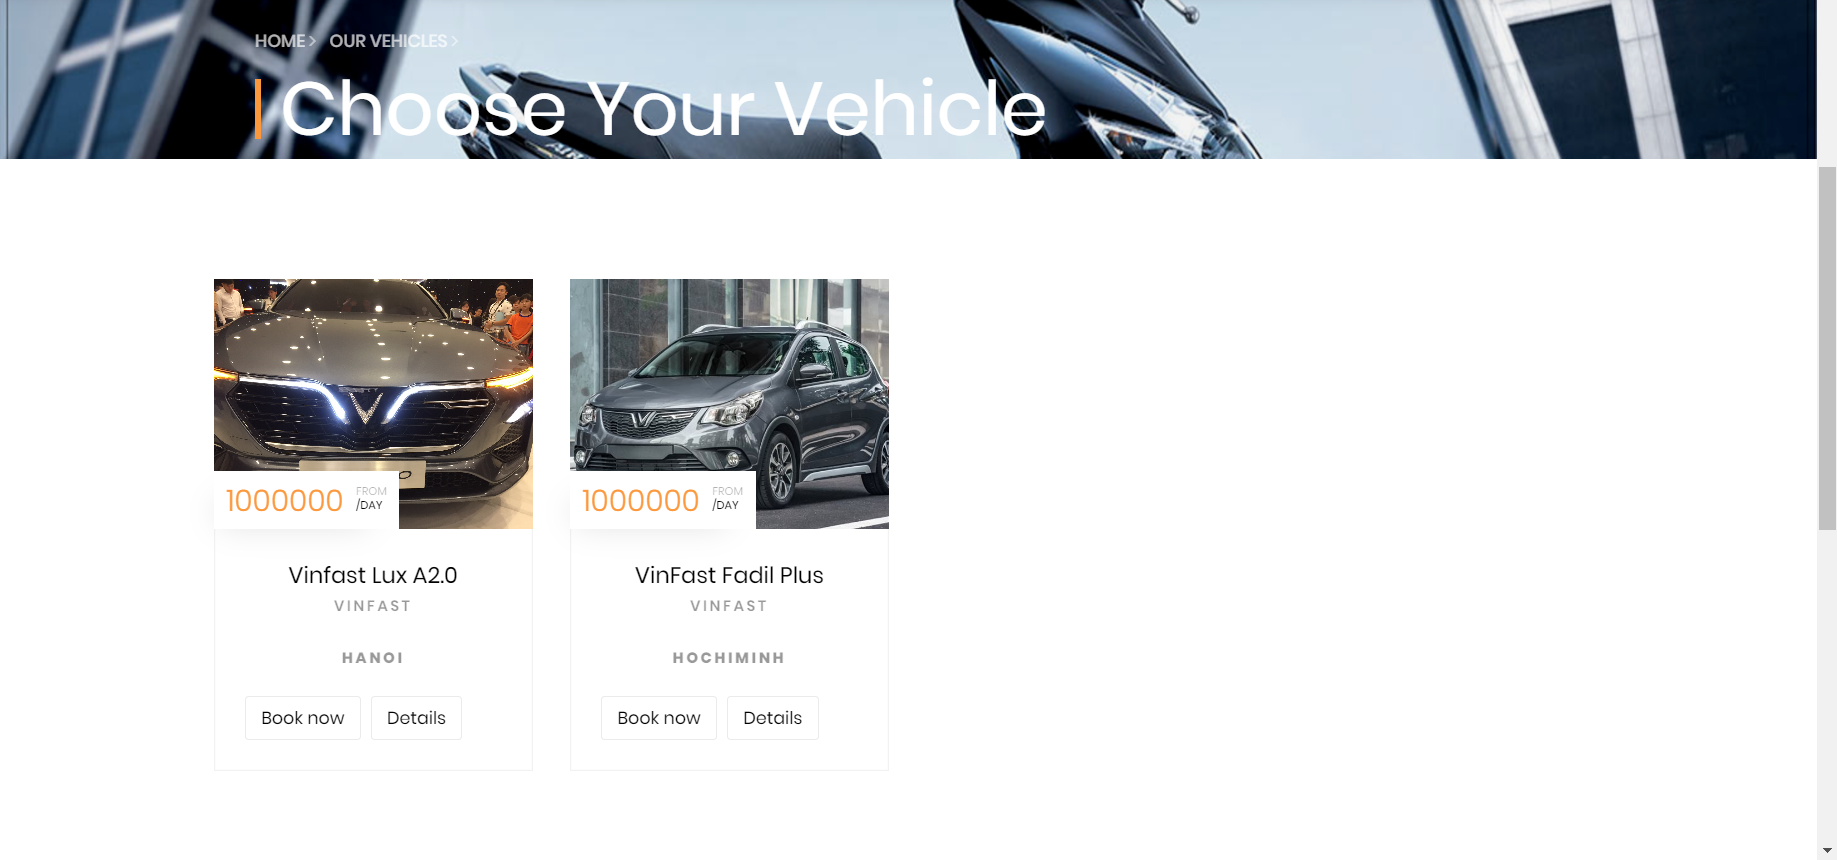 HOME > OUR VEHICLES >
Choose Your Vehicle
1000000 FROM
/DAY
1000000 FROM
/DAY
Vinfast Lux A2.0
VINFAST
HANOI
Book now Details
VinFast Fadil Plus
VINFAST
HOCHIMINH
Book now Details